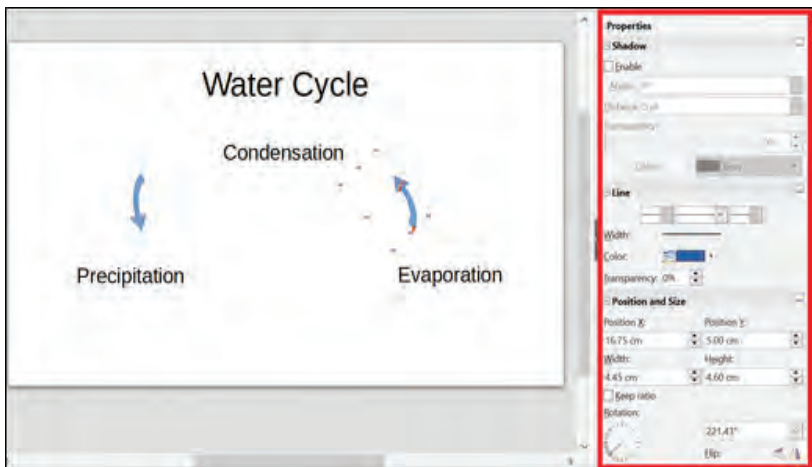 Water Cycle
Condensation
Precipitation
Evaporation
Properties
Shadow
Enable
Transparency:
Line
Width:
Color:
Transparency: 0%
Position and Size
Position X: Position Y:
16.75 cm 5.00 cm
Width: Height:
4.45 cm 4.60 cm
Keep ratio
Rotation:
221.43°
Flip: